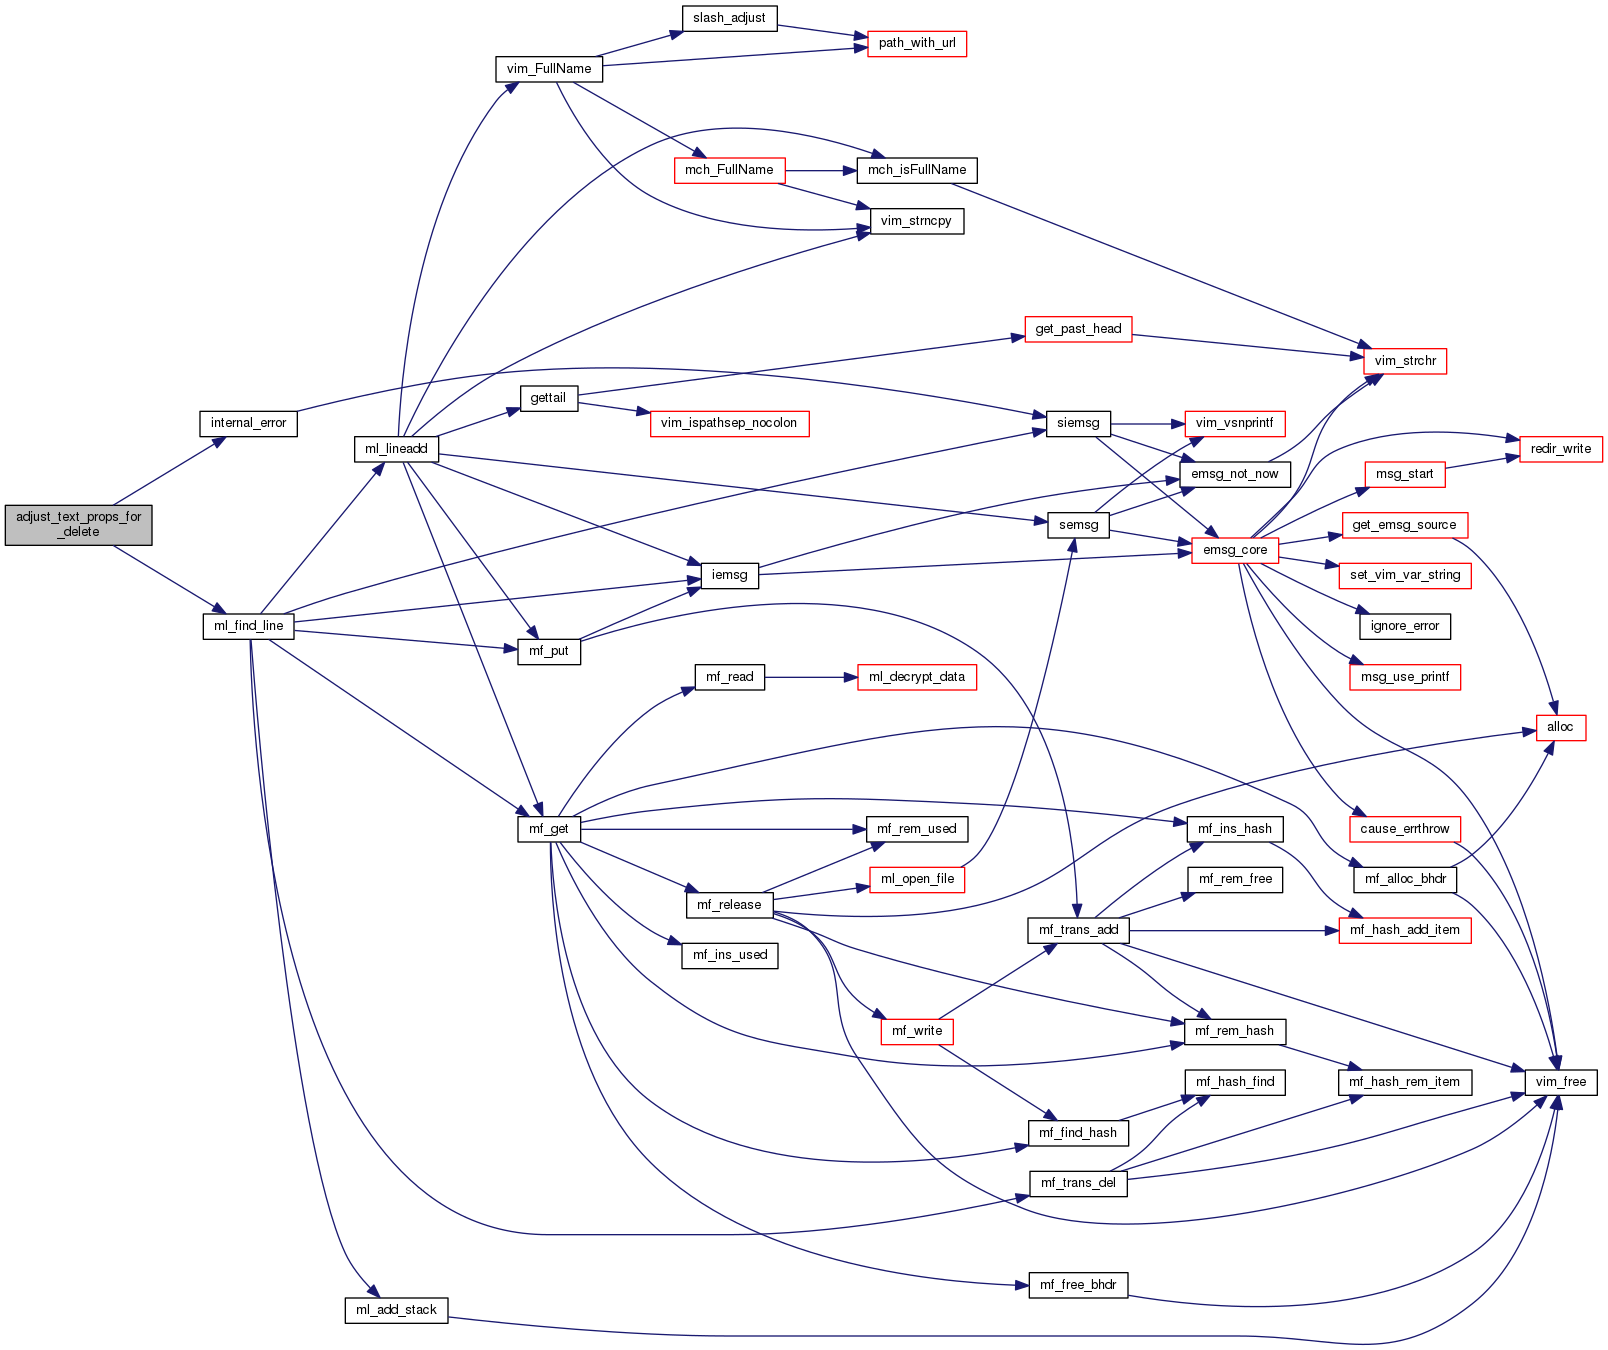 slash_adjust
path_with_url
vim_FullName
mch_FullName
mch_isFullName
vim_strncpy
get_past_head
vim_strchr
gettail
internal_error
vim_ispathsep_nocolon
siemsg
vim_vsnprintf
ml_lineadd
redir_write
emsg_not_now
msg_start
adjust_text_props_for
_delete
semsg
get_emsg_source
emsg_core
iemsg
set_vim_var_string
ml_find_line
ignore_error
mf_put
mf_read
ml_decrypt_data
msg_use_printf
alloc
mf_get
mf_rem_used
mf_ins_hash
cause_errthrow
ml_open_file
mf_rem_free
mf_alloc_bhdr
mf_release
mf_trans_add
mf_hash_add_item
mf_ins_used
mf_write
mf_rem_hash
mf_hash_find
mf_hash_rem_item
vim_free
mf_find_hash
mf_trans_del
mf_free_bhdr
ml_add_stack